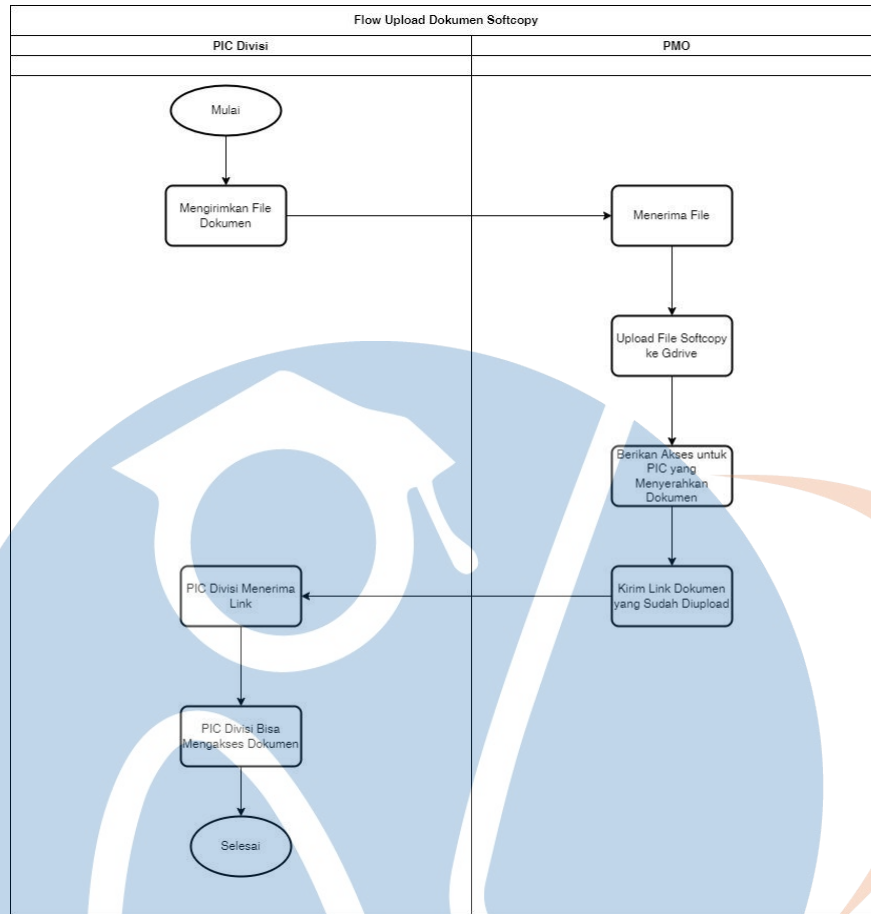 Flow Upload Dokumen Softcopy
PIC Divisi
PMO
Mulai
Mengirimkan File
Dokumen
Menerima File
Upload File Softcopy
ke Gdrive
Berikan Akses untuk
PIC yang
Menyerahkan
Dokumen
Kirim Link Dokumen
yang Sudah Diupload
PIC Divisi Menerima
Link
PIC Divisi Bisa
Mengakses Dokumen
Selesai